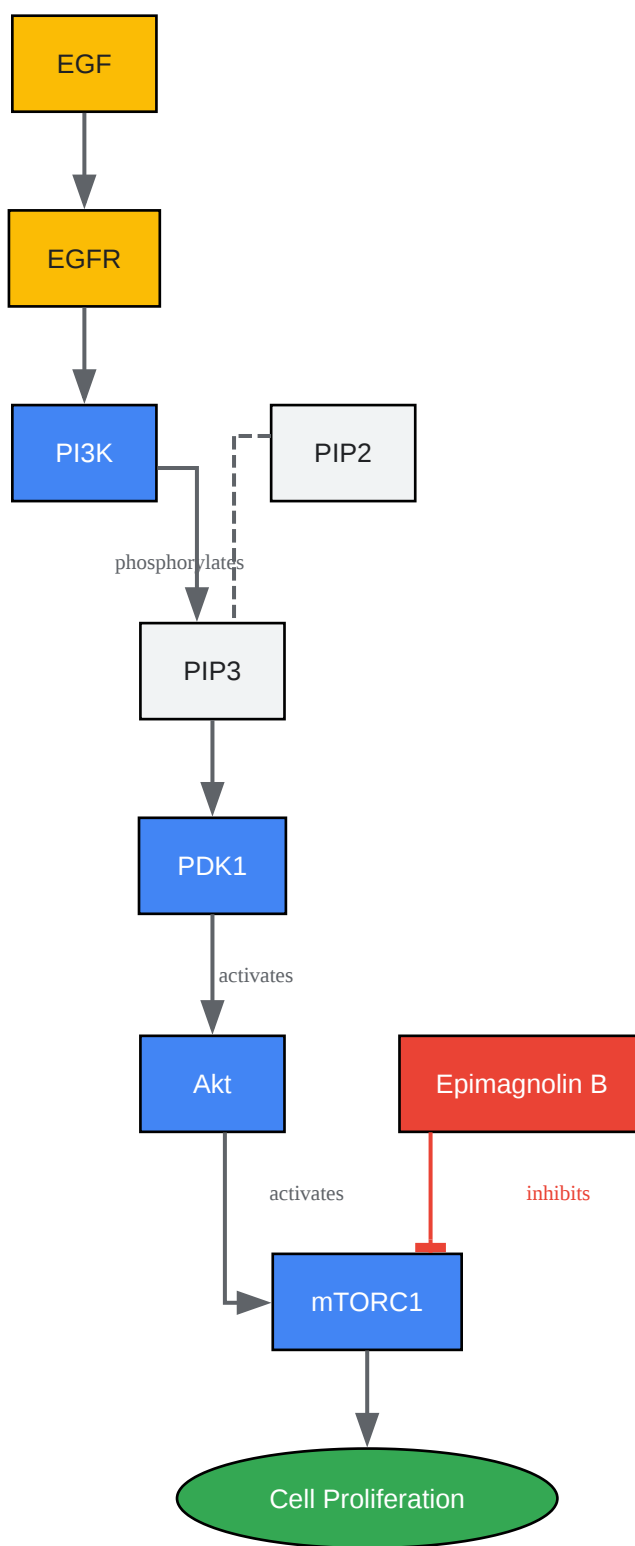 EGF
EGFR
PI3K
PIP2
phosphorylates
PIP3
PDK1
activates
Akt
Epimagnolin B
activates
inhibits
mTORC1
Cell Proliferation